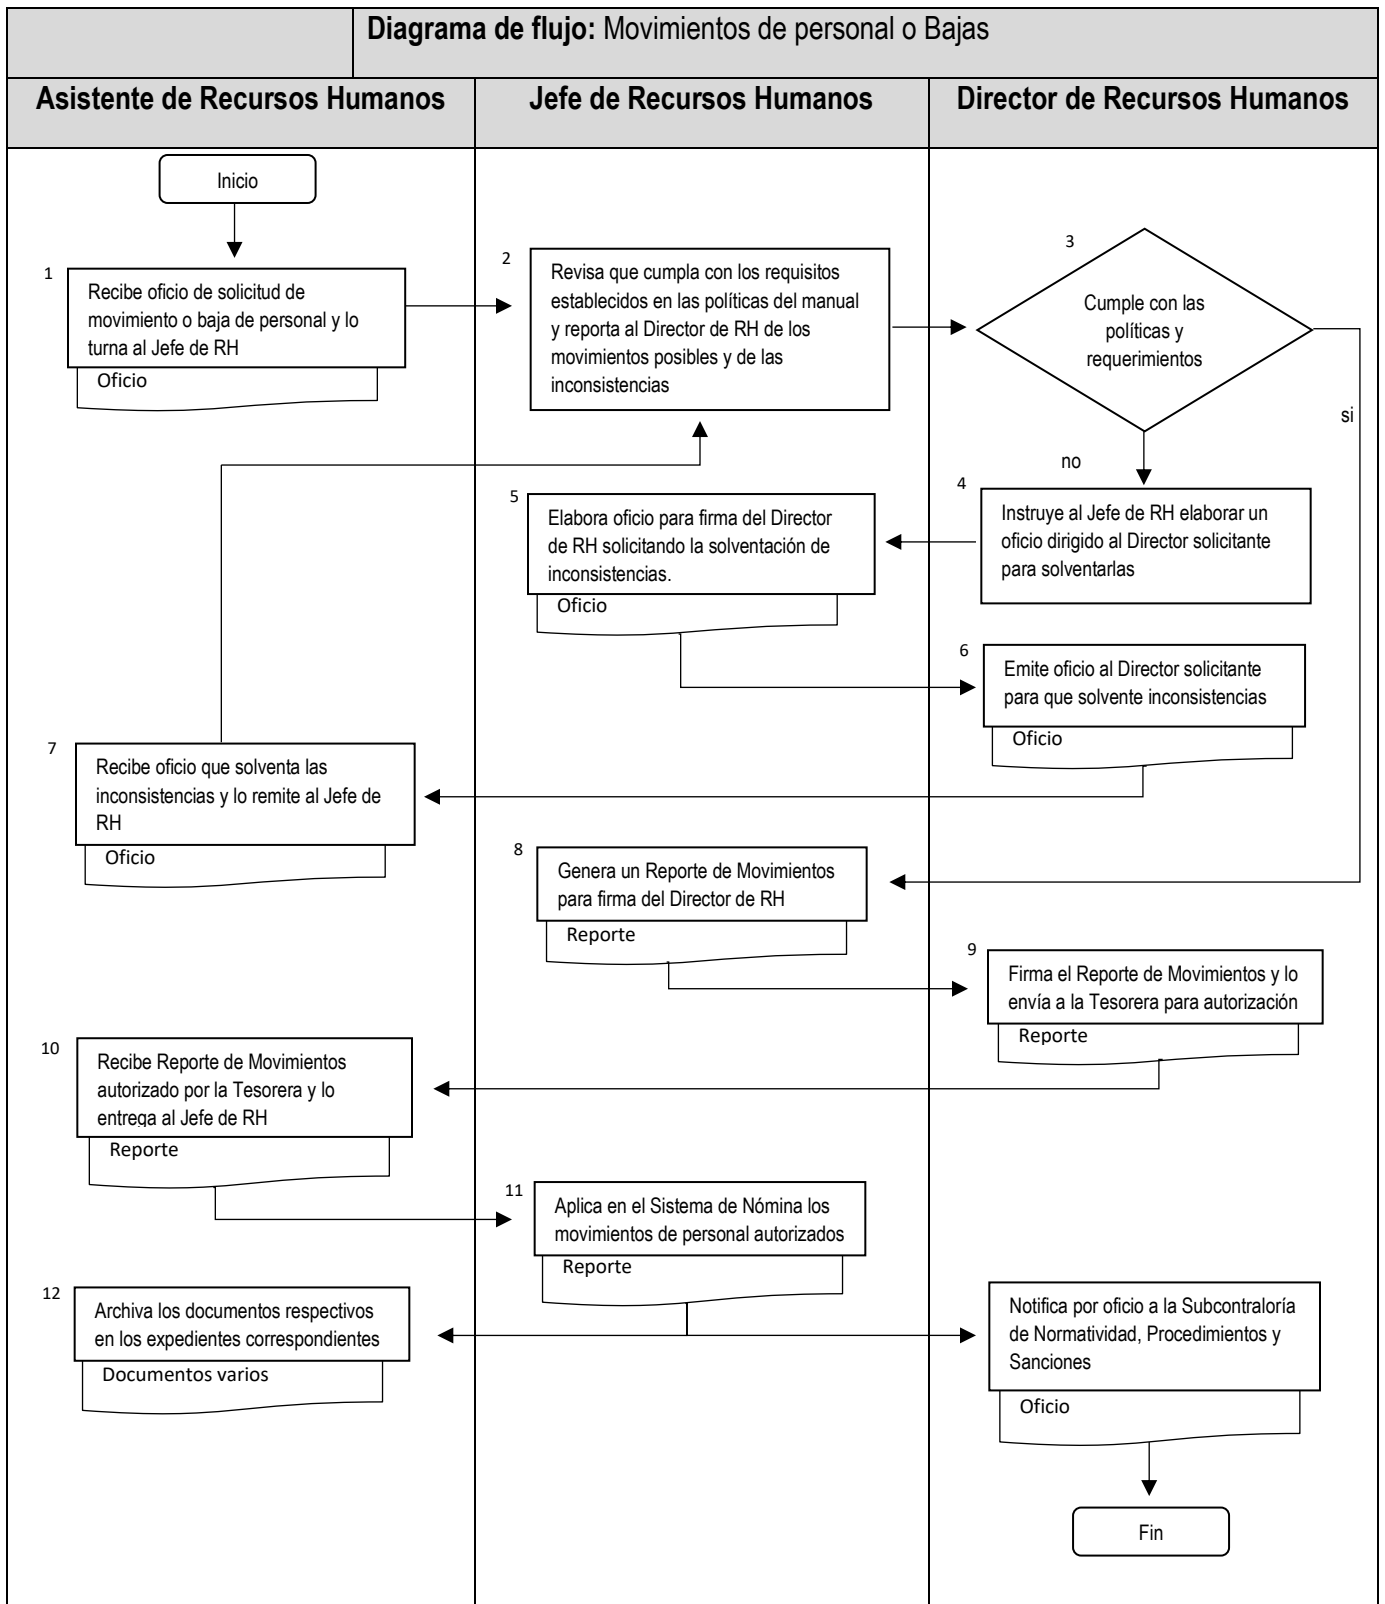 Diagrama de flujo: Movimientos de personal o Bajas
Asistente de Recursos Humanos
Jefe de Recursos Humanos
Director de Recursos Humanos
Inicio
1
Recibe oficio de solicitud de
movimiento o baja de personal y lo
turna al Jefe de RH
Oficio
2
Revisa que cumpla con los requisitos
establecidos en las políticas del manual
y reporta al Director de RH de los
movimientos posibles y de las
inconsistencias
3
Cumple con las
políticas y
requerimientos
si
no
4
Instruye al Jefe de RH elaborar un
oficio dirigido al Director solicitante
para solventarlas
5
Elabora oficio para firma del Director
de RH solicitando la solventación de
inconsistencias.
Oficio
6
Emite oficio al Director solicitante
para que solvente inconsistencias
Oficio
7
Recibe oficio que solventa las
inconsistencias y lo remite al Jefe de
RH
Oficio
8
Genera un Reporte de Movimientos
para firma del Director de RH
Reporte
9
Firma el Reporte de Movimientos y lo
envía a la Tesorera para autorización
Reporte
10
Recibe Reporte de Movimientos
autorizado por la Tesorera y lo
entrega al Jefe de RH
Reporte
11
Aplica en el Sistema de Nómina los
movimientos de personal autorizados
Reporte
12
Archiva los documentos respectivos
en los expedientes correspondientes
Documentos varios
Notifica por oficio a la Subcontraloría
de Normatividad, Procedimientos y
Sanciones
Oficio
Fin